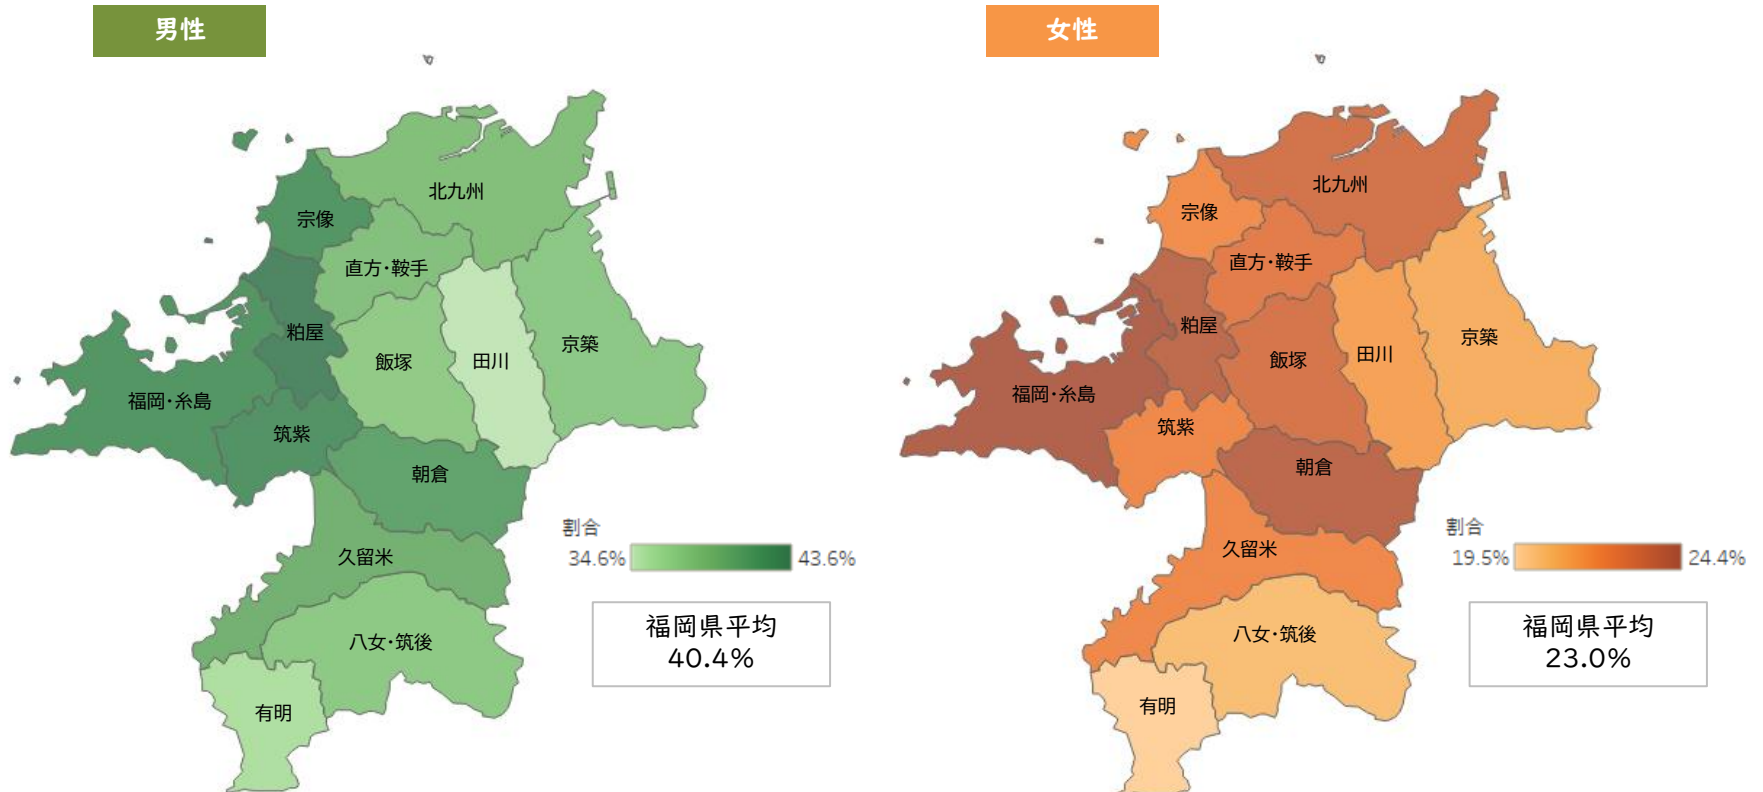 男性
北九州
宗像
直方・鞍手
粕屋
飯塚
田川
京築
福岡・糸島
筑紫
朝倉
久留米
八女・筑後
有明
割合
34.6%
43.6%
福岡県平均
40.4%
女性
北九州
宗像
直方・鞍手
粕屋
飯塚
田川
京築
福岡・糸島
筑紫
朝倉
久留米
八女・筑後
有明
割合
19.5%
24.4%
福岡県平均
23.0%